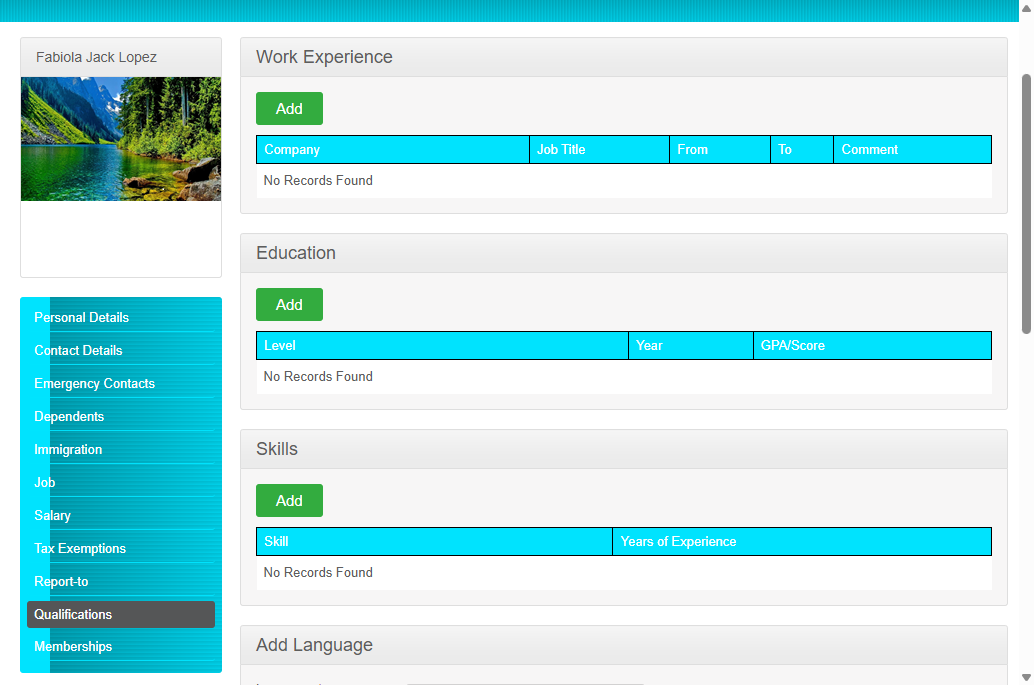 Fabiola Jack Lopez
Personal Details
Contact Details
Emergency Contacts
Dependents
Immigration
Job
Salary
Tax Exemptions
Report-to
Qualifications
Memberships
Work Experience
Add
Company Job Title From To Comment
No Records Found
Education
Add
Level Year GPA/Score
No Records Found
Skills
Add
Skill Years of Experience
No Records Found
Add Language